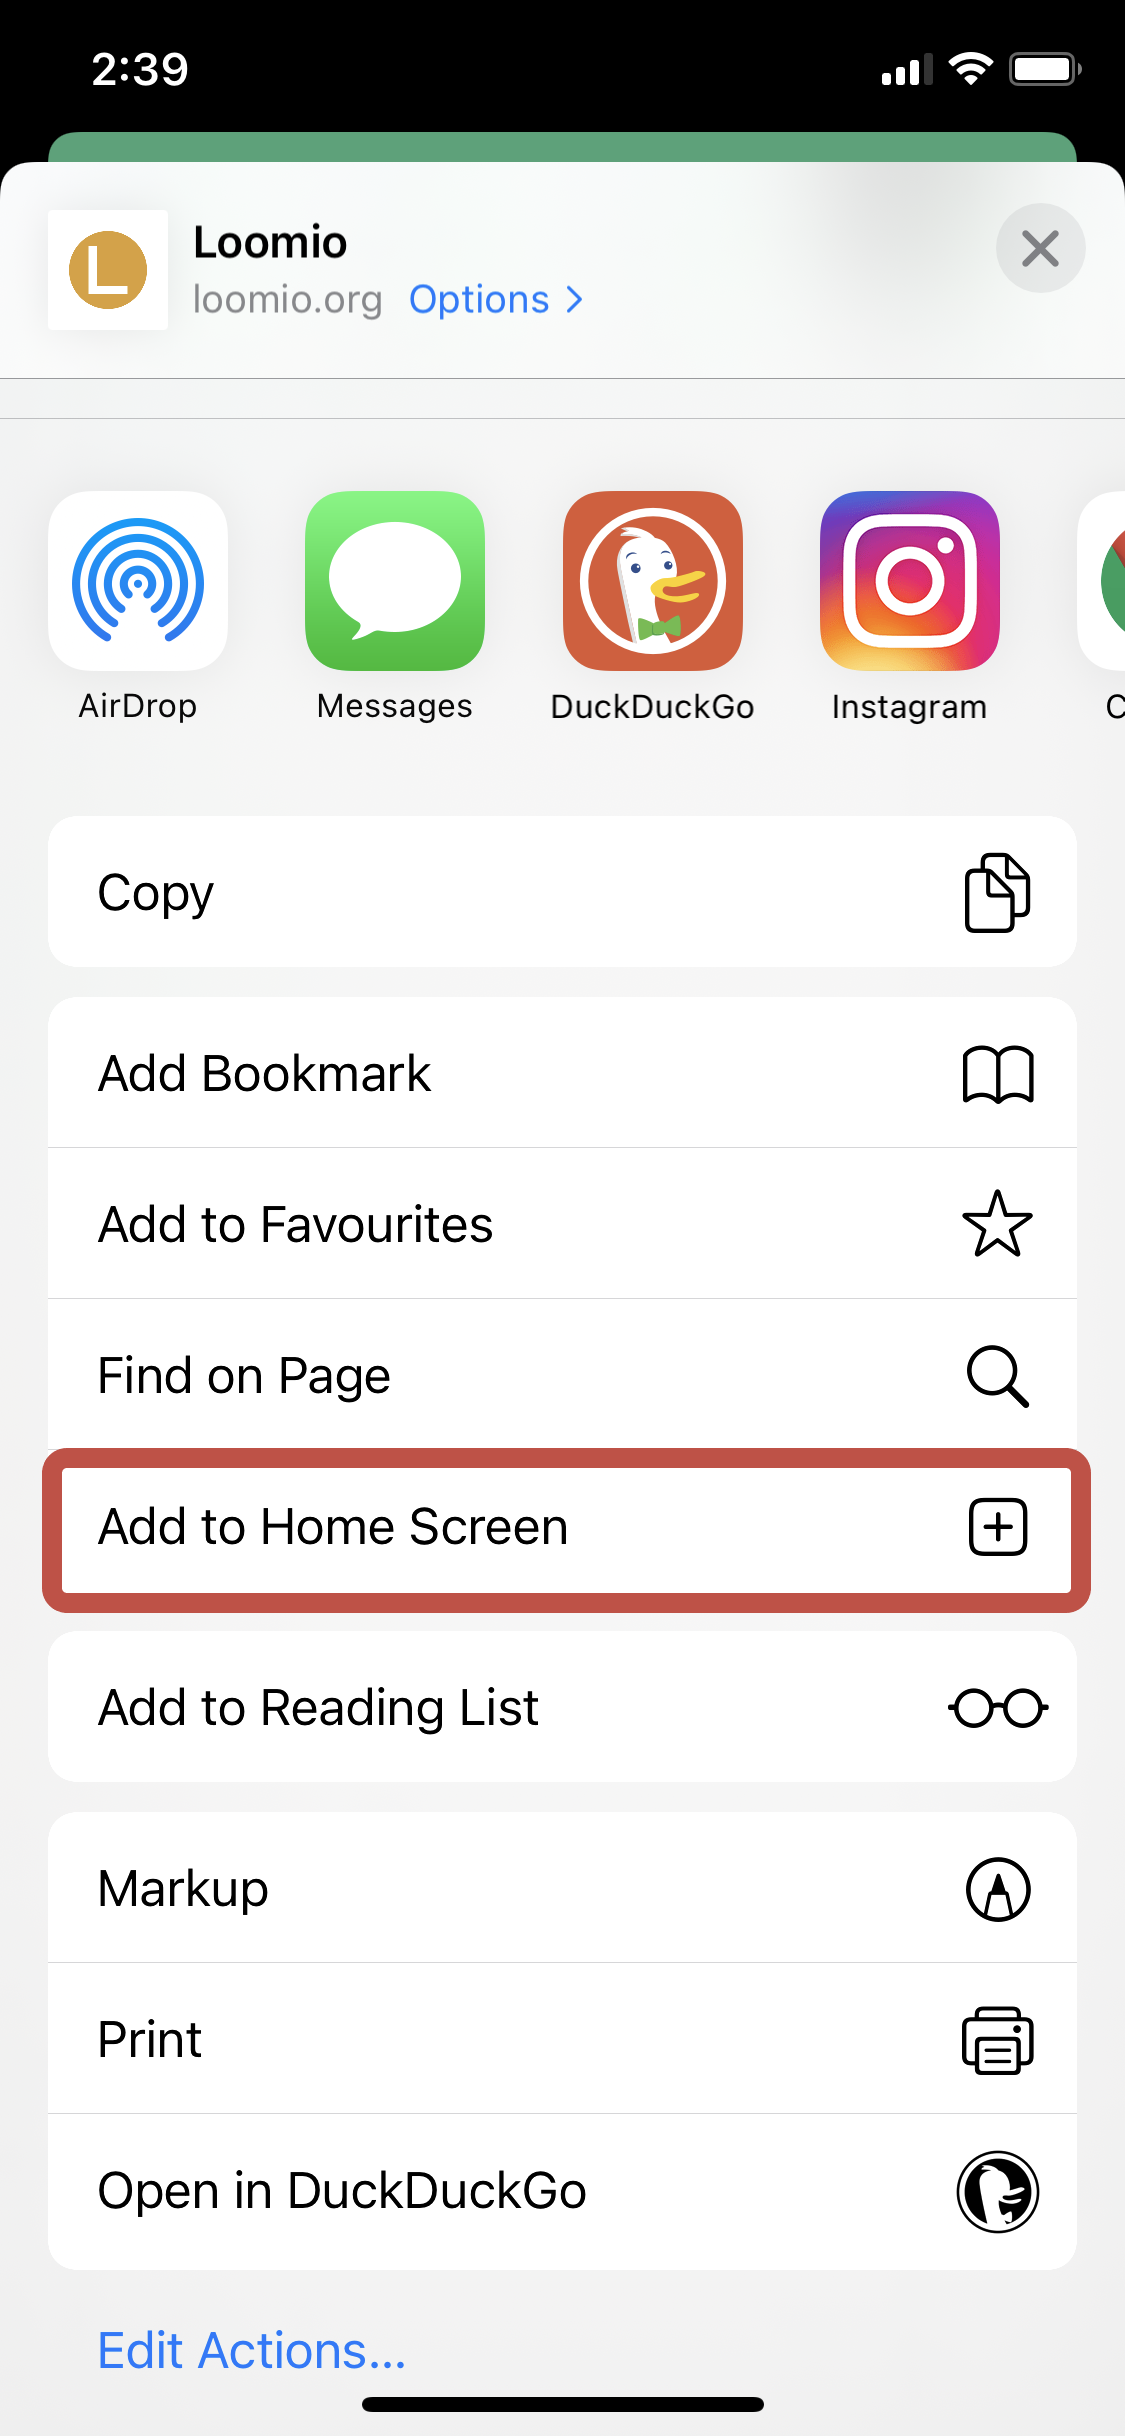 2:39
L
Loomio
loomio.org Options
AirDrop Messages DuckDuckGo Instagram C
Copy
Add Bookmark
Add to Favourites
Find on Page
Add to Home Screen
Add to Reading List
Markup
Print
Open in DuckDuckGo
Edit Actions...